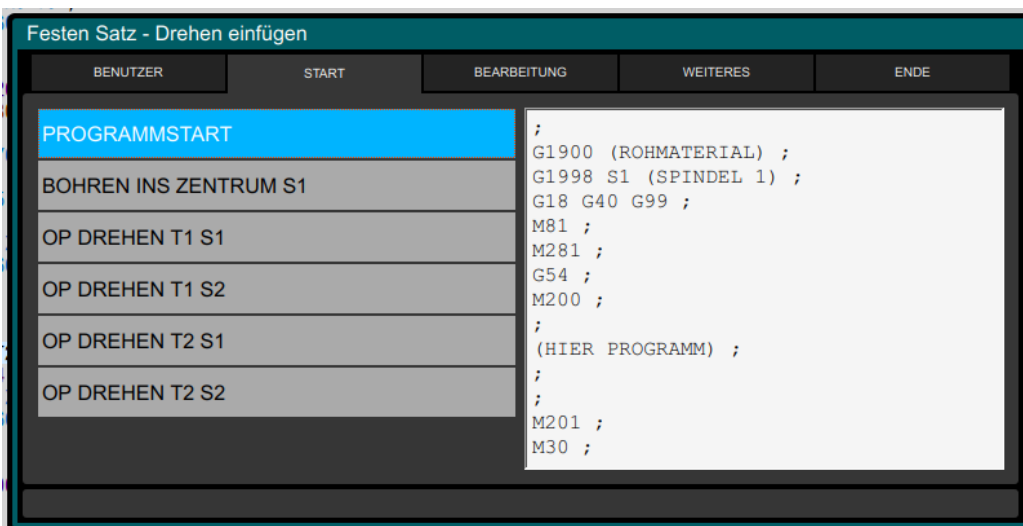 Festen Satz - Drehen einfügen
BENUTZER START BEARBEITUNG WEITERES ENDE
PROGRAMMSTART
BOHREN INS ZENTRUM S1
OP DREHEN T1 S1
OP DREHEN T1 S2
OP DREHEN T2 S1
OP DREHEN T2 S2
;
G1900 (ROHMATERIAL) ;
G1998 S1 (SPINDEL 1) ;
G18 G40 G99 ;
M81 ;
M281 ;
G54 ;
M200 ;
;
(HIER PROGRAMM) ;
;
;
M201 ;
M30 ;